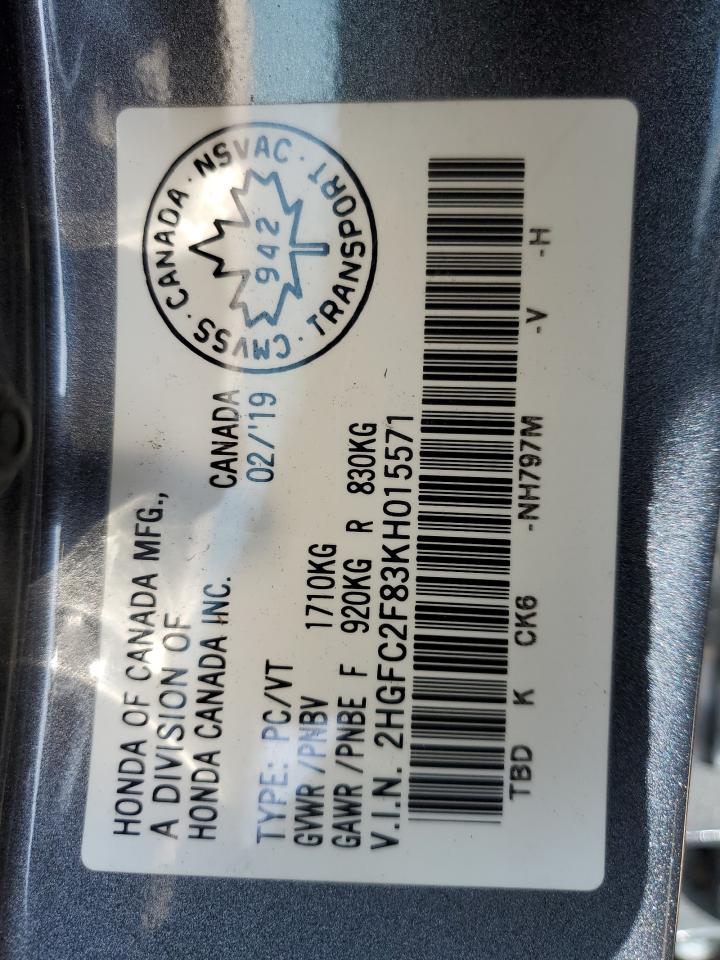 HONDA OF CANADA MFG.,
A DIVISION OF
HONDA CANADA INC.
CANADA
02/'19
CMVSS · CANADA · NSVAC · TRANSPORT ·
942
TYPE: PC/VT
GVWR/PNBV 1710KG
GAWR/PNBE F 920KG R 830KG
V.I.N. 2HGFC2F83KH015571
TBD K CK6 -NH797M -V -H